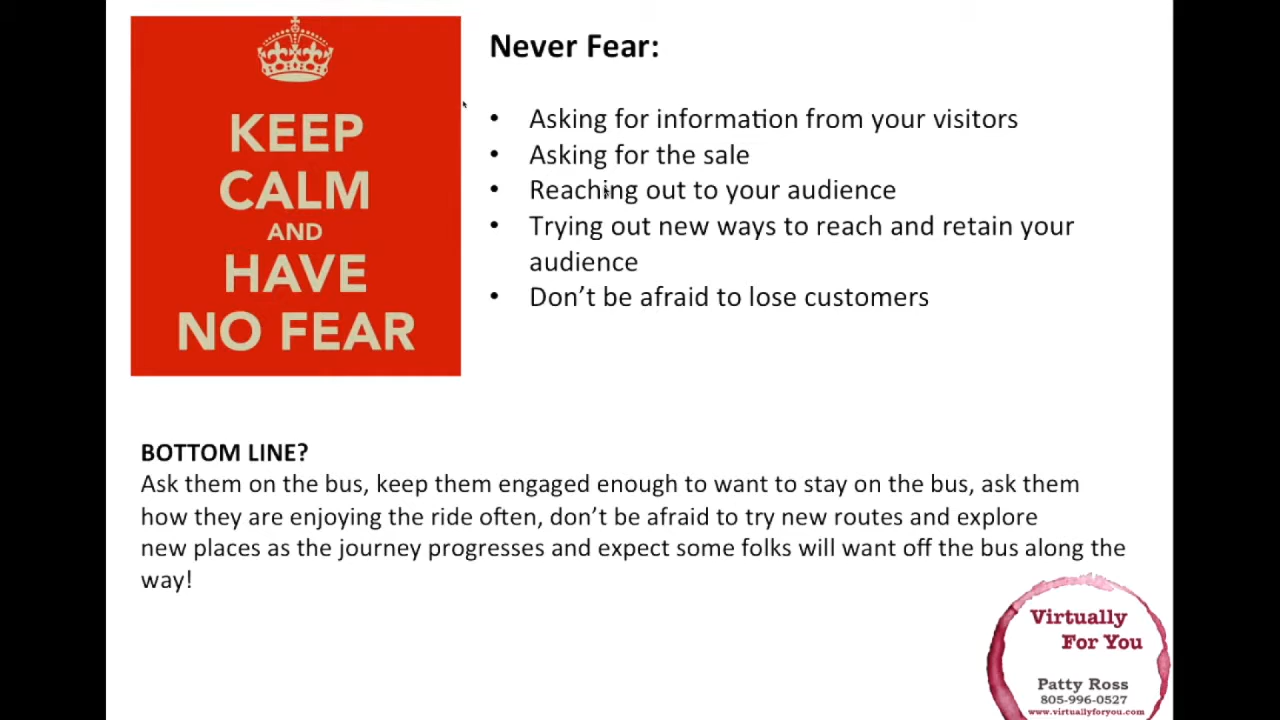 KEEP
CALM
AND
HAVE
NO FEAR
Never Fear:
• Asking for information from your visitors
• Asking for the sale
• Reaching out to your audience
• Trying out new ways to reach and retain your
audience
• Don’t be afraid to lose customers
BOTTOM LINE?
Ask them on the bus, keep them engaged enough to want to stay on the bus, ask them
how they are enjoying the ride often, don’t be afraid to try new routes and explore
new places as the journey progresses and expect some folks will want off the bus along the
way!
Virtually
For You
Patty Ross
805-996-0527
www.virtuallyforyou.com